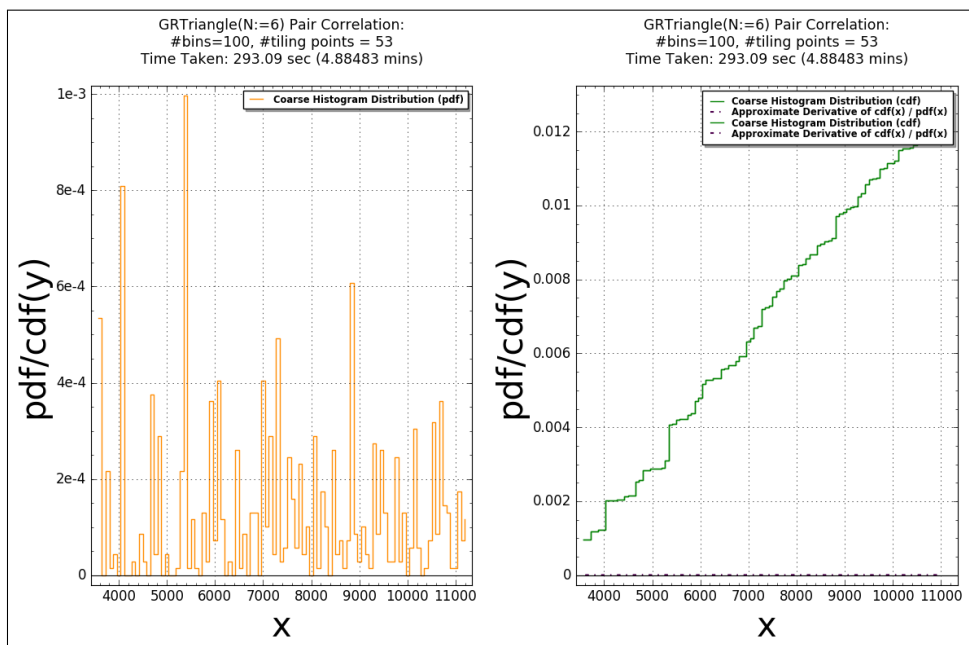 GRTriangle(N:=6) Pair Correlation:
#bins=100, #tiling points = 53
Time Taken: 293.09 sec (4.88483 mins)
Coarse Histogram Distribution (pdf)
1e-3
8e-4
6e-4
4e-4
2e-4
0
pdf/cdf(y)
4000 5000 6000 7000 8000 9000 10000 11000
x
GRTriangle(N:=6) Pair Correlation:
#bins=100, #tiling points = 53
Time Taken: 293.09 sec (4.88483 mins)
Coarse Histogram Distribution (cdf)
Approximate Derivative of cdf(x) / pdf(x)
Coarse Histogram Distribution (cdf)
Approximate Derivative of cdf(x) / pdf(x)
0.012
0.01
0.008
0.006
0.004
0.002
0
pdf/cdf(y)
4000 5000 6000 7000 8000 9000 10000 11000
x